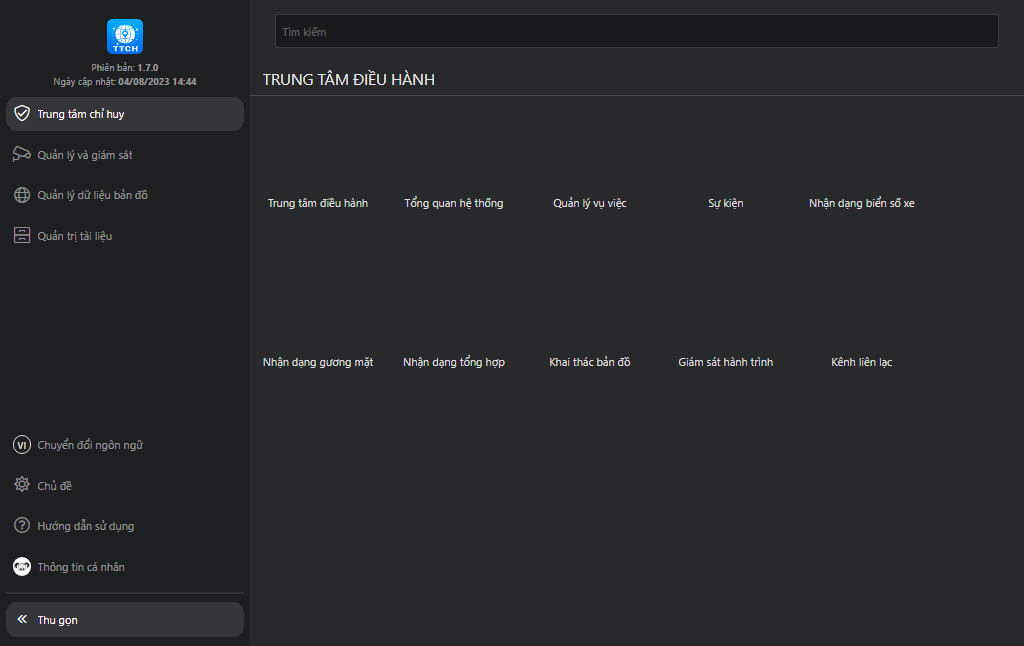 TTCH
Phiên bản: 1.7.0
Ngày cập nhật: 04/08/2023 14:44
Trung tâm chỉ huy
Quản lý và giám sát
Quản lý dữ liệu bản đồ
Quản trị tài liệu
VI Chuyển đổi ngôn ngữ
Chủ đề
? Hướng dẫn sử dụng
Thông tin cá nhân
« Thu gọn
Tìm kiếm
TRUNG TÂM ĐIỀU HÀNH
Trung tâm điều hành Tổng quan hệ thống Quản lý vụ việc Sự kiện Nhận dạng biển số xe
Nhận dạng gương mặt Nhận dạng tổng hợp Khai thác bản đồ Giám sát hành trình Kênh liên lạc